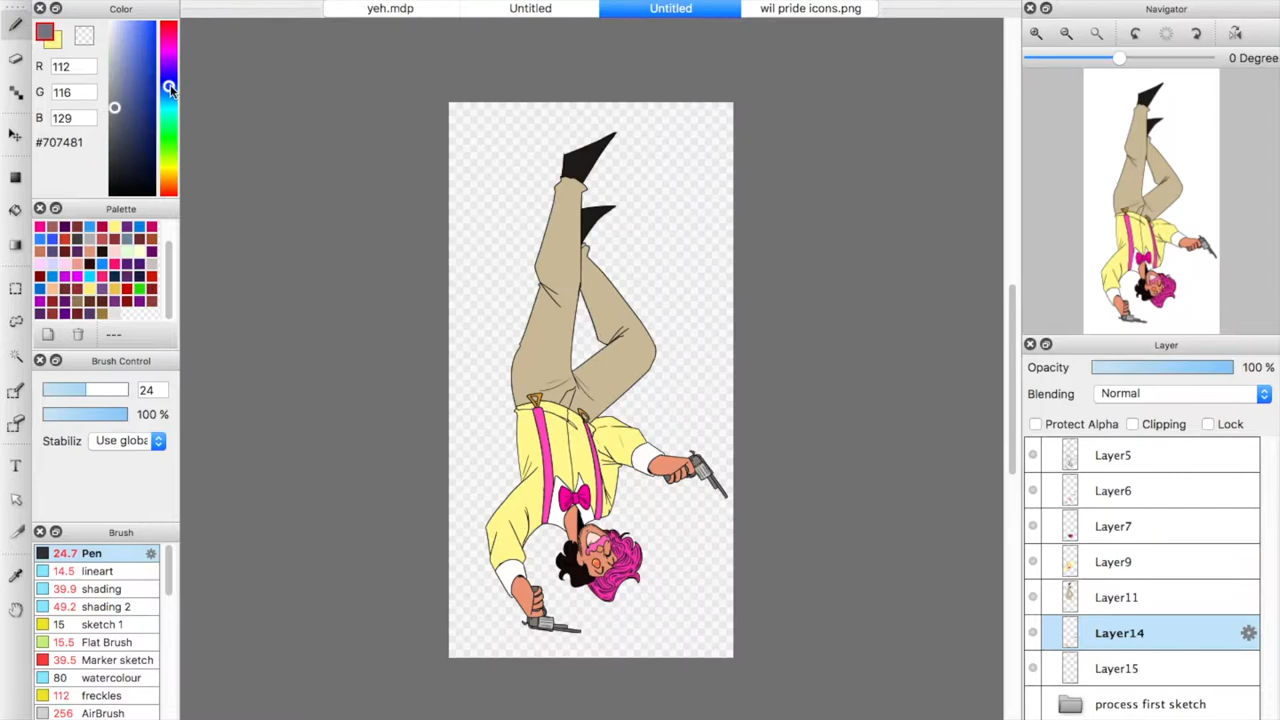 Color
yeh.mdp
Untitled
Untitled
wil pride icons.png
Navigator
R 112
G 116
B 129
#707481
0 Degree
Palette
---
Brush Control
24
100 %
Stabiliz Use globa
Brush
24.7 Pen
14.5 lineart
39.9 shading
49.2 shading 2
15 sketch 1
15.5 Flat Brush
39.5 Marker sketch
80 watercolour
112 freckles
256 AirBrush
Layer
Opacity 100 %
Blending Normal
Protect Alpha Clipping Lock
Layer5
Layer6
Layer7
Layer9
Layer11
Layer14
Layer15
process first sketch
T